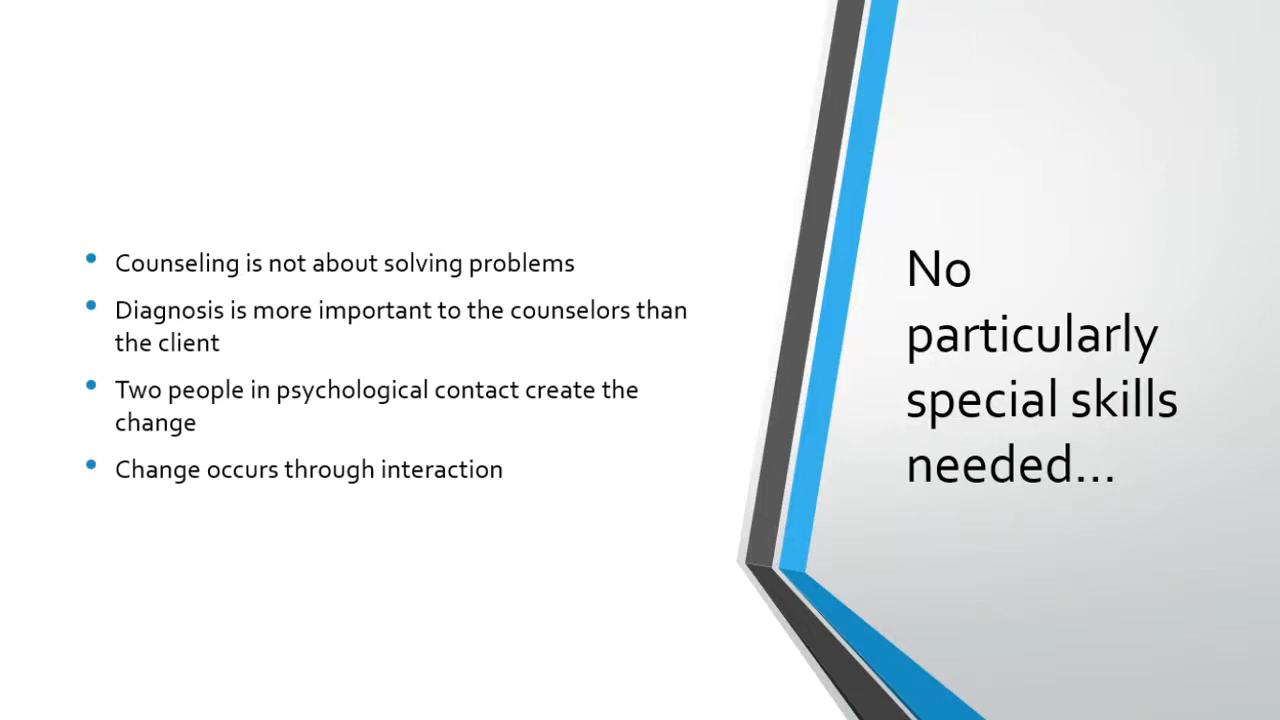 • Counseling is not about solving problems
• Diagnosis is more important to the counselors than
the client
• Two people in psychological contact create the
change
• Change occurs through interaction
No
particularly
special skills
needed...